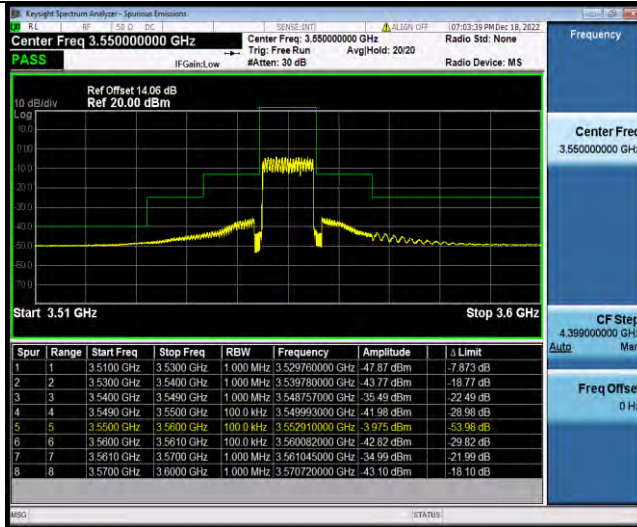 Keysight Spectrum Analyzer - Spurious Emissions
RL RF 50 Ω DC SENSE:INT ALIGN OFF 07:03:39 PM Dec 18, 2022
Center Freq 3.550000000 GHz Center Freq: 3.550000000 GHz Radio Std: None Frequency
Trig: Free Run Avg|Hold: 20/20
PASS IFGain:Low #Atten: 30 dB Radio Device: MS
Ref Offset 14.06 dB
10 dB/div Ref 20.00 dBm
Log
10.0
0.00
-10.0
-20.0
-30.0
-40.0
-50.0
-60.0
-70.0
Center Freq
3.550000000 GHz
Start 3.51 GHz Stop 3.6 GHz
CF Step
4.399000000 GHz
Auto Man
Freq Offset
0 Hz
Spur Range Start Freq Stop Freq RBW Frequency Amplitude Δ Limit
1 1 3.5100 GHz 3.5300 GHz 1.000 MHz 3.529760000 GHz -47.87 dBm -7.873 dB
2 2 3.5300 GHz 3.5400 GHz 1.000 MHz 3.539780000 GHz -43.77 dBm -18.77 dB
3 3 3.5400 GHz 3.5490 GHz 1.000 MHz 3.548757000 GHz -35.49 dBm -22.49 dB
4 4 3.5490 GHz 3.5500 GHz 100.0 kHz 3.549993000 GHz -41.98 dBm -28.98 dB
5 5 3.5500 GHz 3.5600 GHz 100.0 kHz 3.552910000 GHz -3.975 dBm -53.98 dB
6 6 3.5600 GHz 3.5610 GHz 100.0 kHz 3.560082000 GHz -42.82 dBm -29.82 dB
7 7 3.5610 GHz 3.5700 GHz 1.000 MHz 3.561045000 GHz -34.99 dBm -21.99 dB
8 8 3.5700 GHz 3.6000 GHz 1.000 MHz 3.570720000 GHz -43.10 dBm -18.10 dB
MSG STATUS